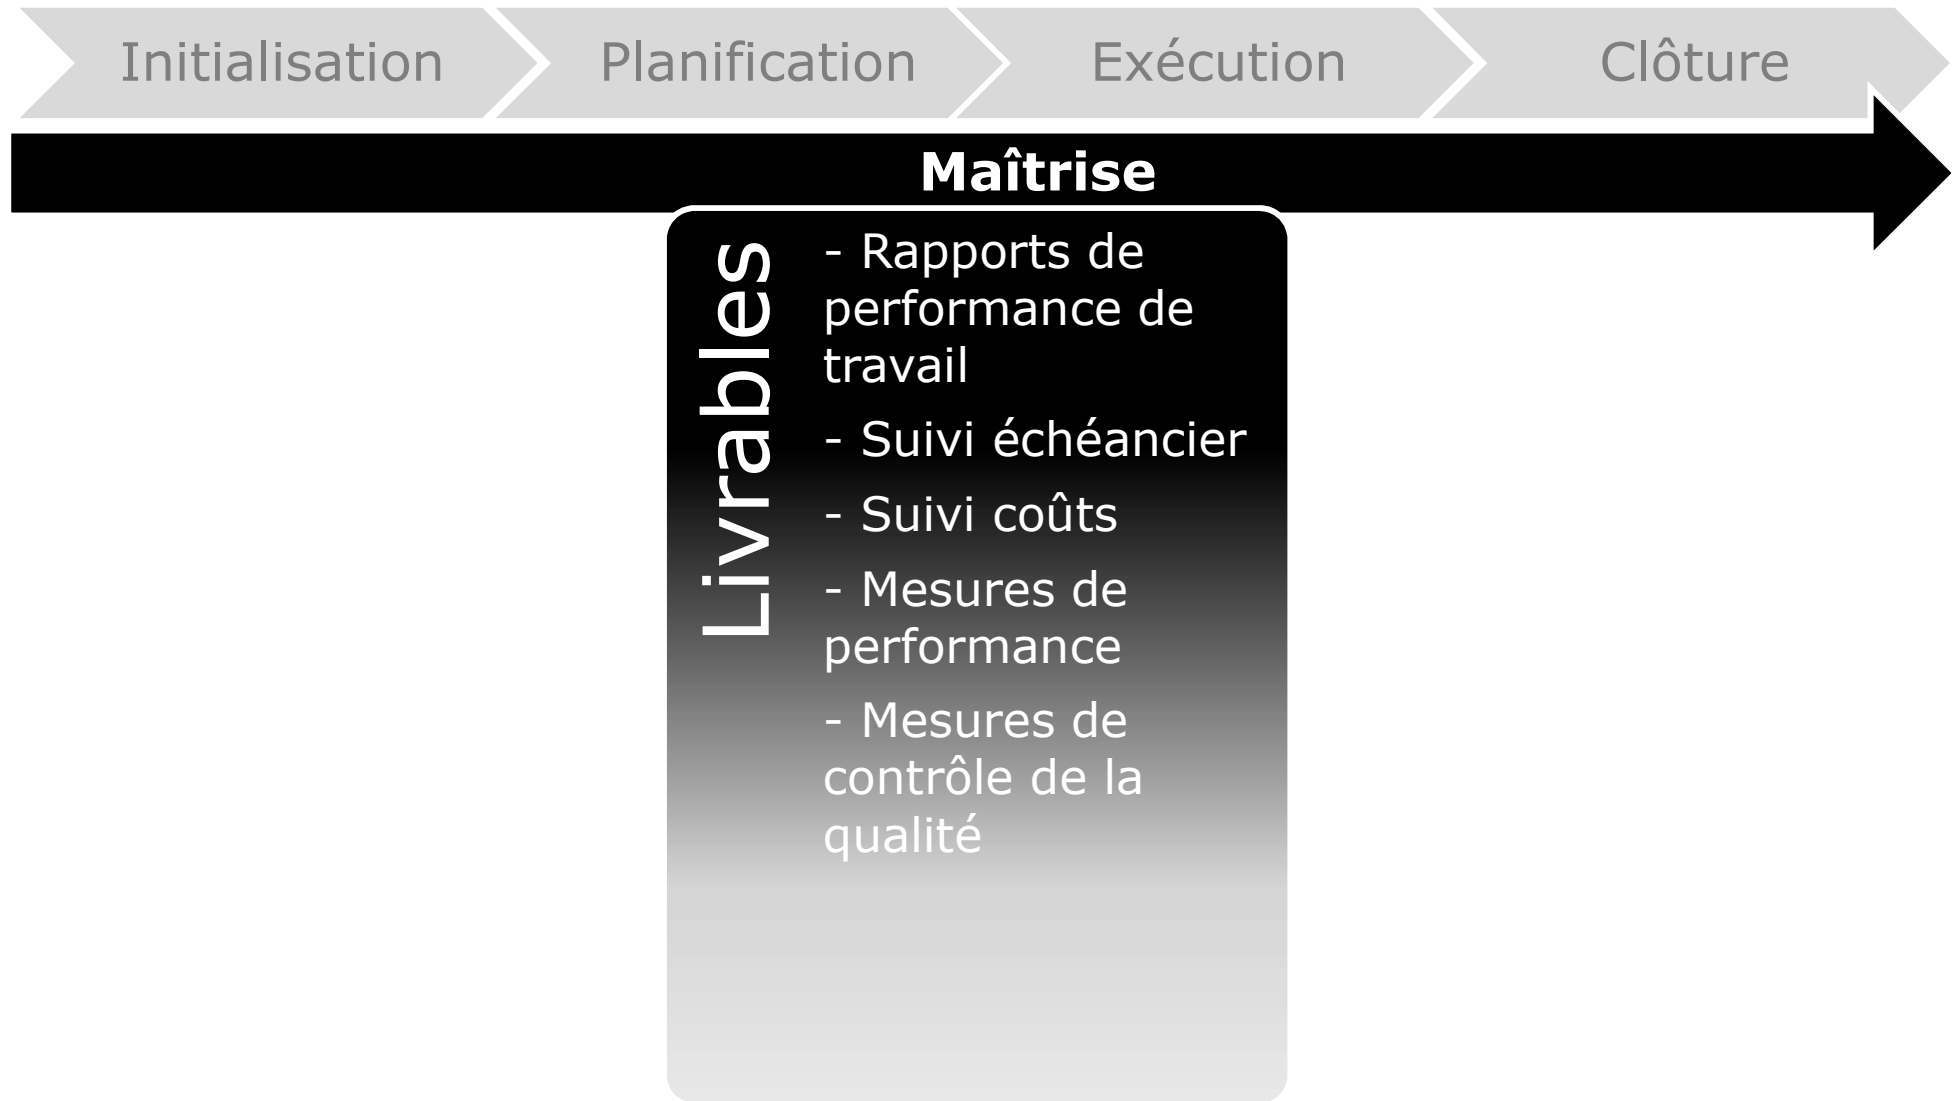 Initialisation
Planification
Exécution
Clôture
Maîtrise
Livrables
- Rapports de
performance de
travail
- Suivi échéancier
- Suivi coûts
- Mesures de
performance
- Mesures de
contrôle de la
qualité